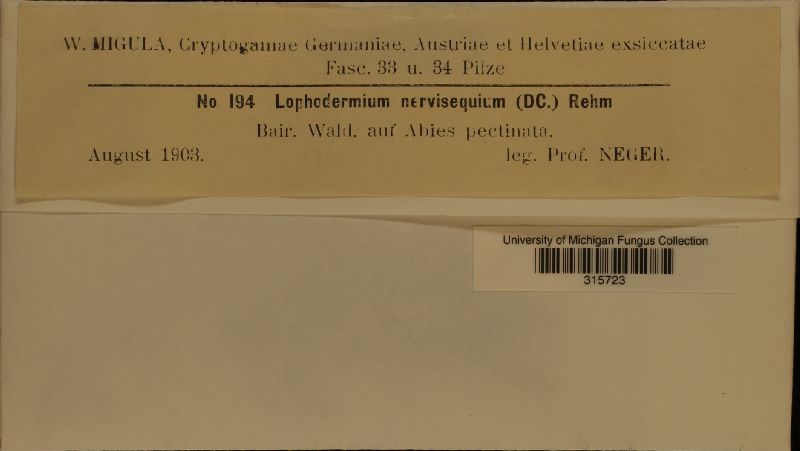 W. MIGULA, Cryptogamae Germaniae, Austriae et Helvetiae exsiccatae
Fasc. 33 u. 34 Pilze
No 194 Lophodermium nervisequium (DC.) Rehm
Bair. Wald. auf Abies pectinata.
August 1903. leg. Prof. NEGER.
University of Michigan Fungus Collection
315723